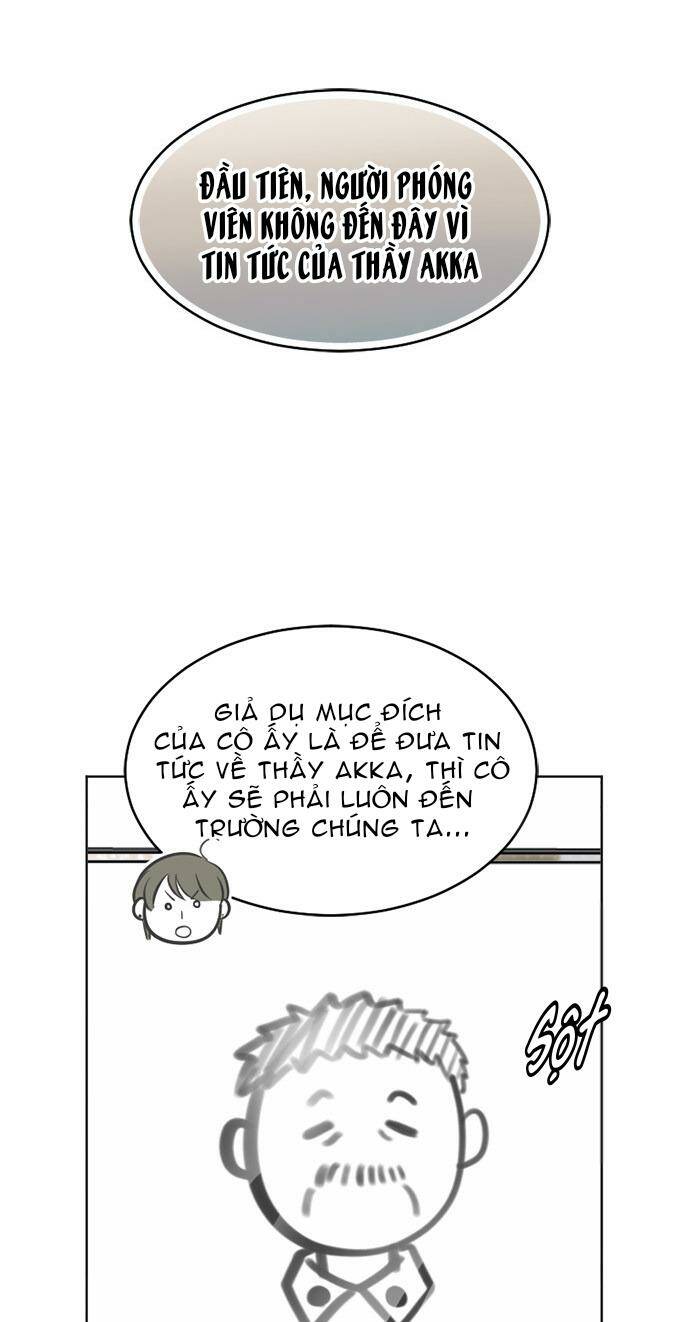 ĐẦU TIÊN, NGƯỜI PHÓNG
VIÊN KHÔNG ĐẾN ĐÂY VÌ
TIN TỨC CỦA THẦY AKKA
GIẢ DỤ MỤC ĐÍCH
CỦA CÔ ẤY LÀ ĐỂ ĐƯA TIN
TỨC VỀ THẦY AKKA, THÌ CÔ
ẤY SẼ PHẢI LUÔN ĐẾN
TRƯỜNG CHÚNG TA...
SỘT